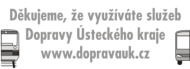 Děkujeme, že využíváte služeb
Dopravy Ústeckého kraje
www.dopravauk.cz